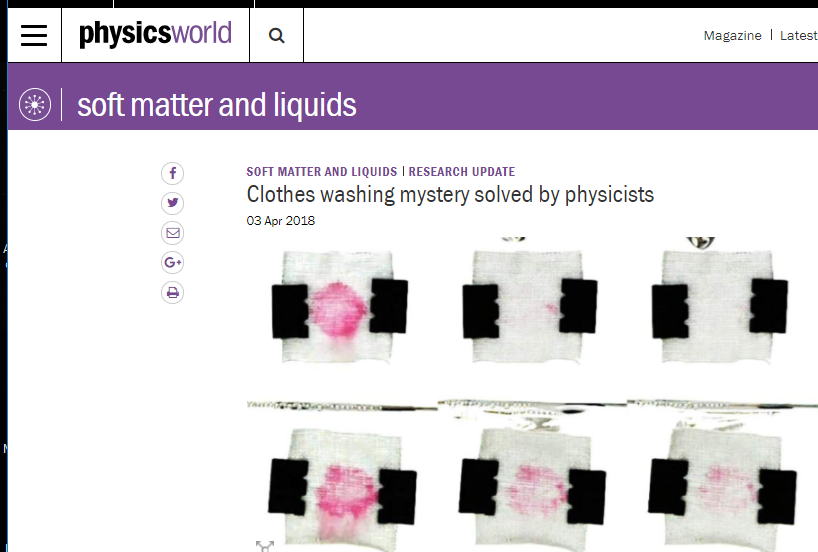 physicsworld
Magazine | Latest
soft matter and liquids
SOFT MATTER AND LIQUIDS | RESEARCH UPDATE
Clothes washing mystery solved by physicists
03 Apr 2018
f
G+